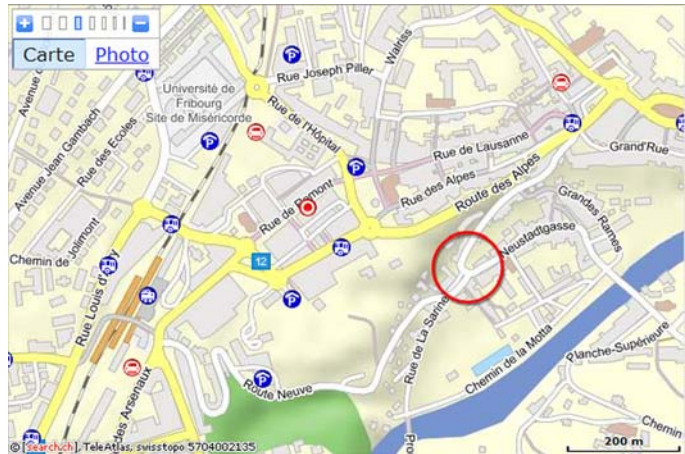 Carte Photo
Avenue Jean Gambach
Rue des Ecoles
Université de
Fribourg
Site de Miséricorde
Rue Joseph Piller
Rue de l'Hôpital
Rue de Lausanne
Grand'Rue
Rue des Alpes
Route des Alpes
Rue de Romont
Grandes Rames
Neustadtgasse
Chemin de Jolimont
12
Rue Louis d'Affry
Rue de La Sarine
Chemin de la Motta
Planche-Supérieure
Route Neuve
des Arsenaux
Chemin
200 m
© [Search.ch], TeleAtlas, swisstopo 5704002135